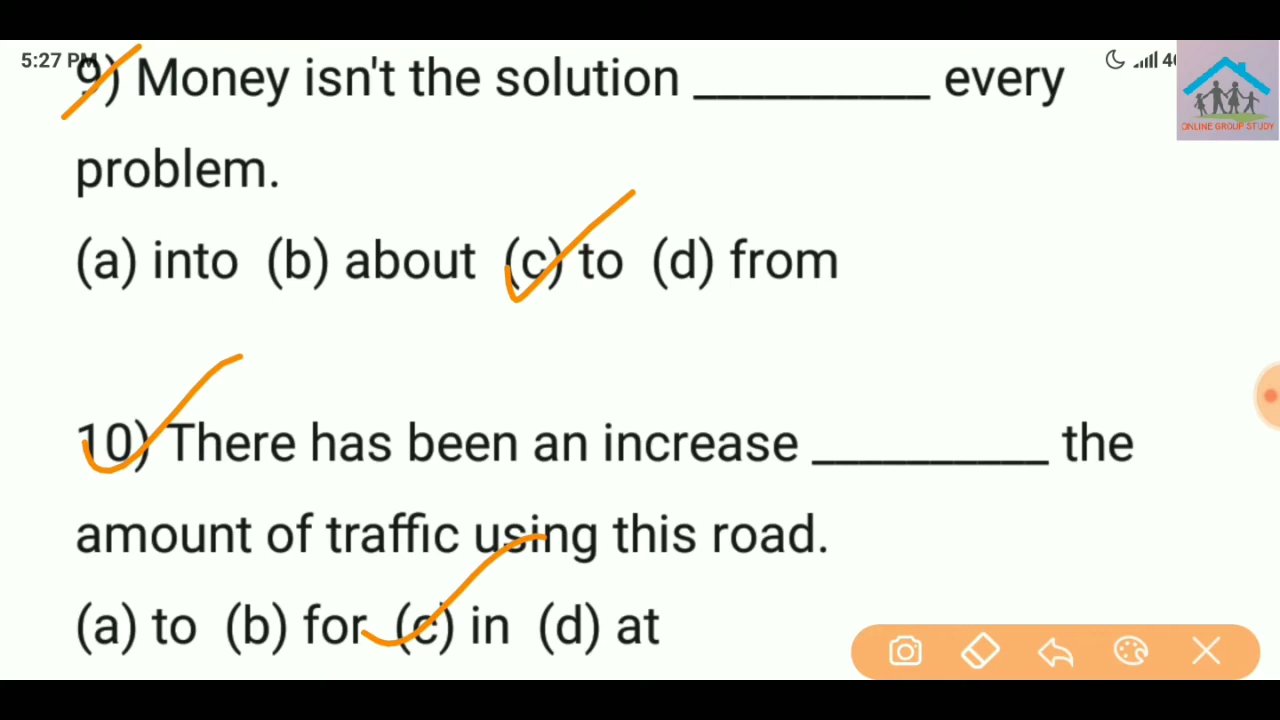 5:27 PM
9) Money isn't the solution __________ every
problem.
(a) into (b) about (c) to (d) from
10) There has been an increase __________ the
amount of traffic using this road.
(a) to (b) for (c) in (d) at
ONLINE GROUP STUDY